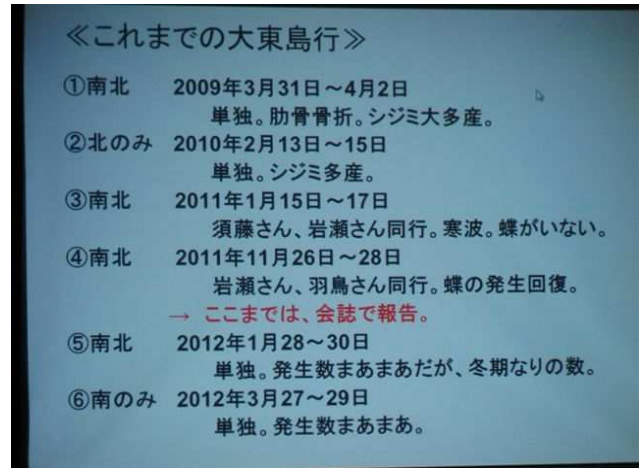 ≪これまでの大東島行≫
①南北 2009年3月31日～4月2日
単独。肋骨骨折。シジミ大多産。
②北のみ 2010年2月13日～15日
単独。シジミ多産。
③南北 2011年1月15日～17日
須藤さん、岩瀬さん同行。寒波。蝶がいない。
④南北 2011年11月26日～28日
岩瀬さん、羽鳥さん同行。蝶の発生回復。
→ ここまでは、会誌で報告。
⑤南北 2012年1月28～30日
単独。発生数まあまあだが、冬期なりの数。
⑥南のみ 2012年3月27～29日
単独。発生数まあまあ。